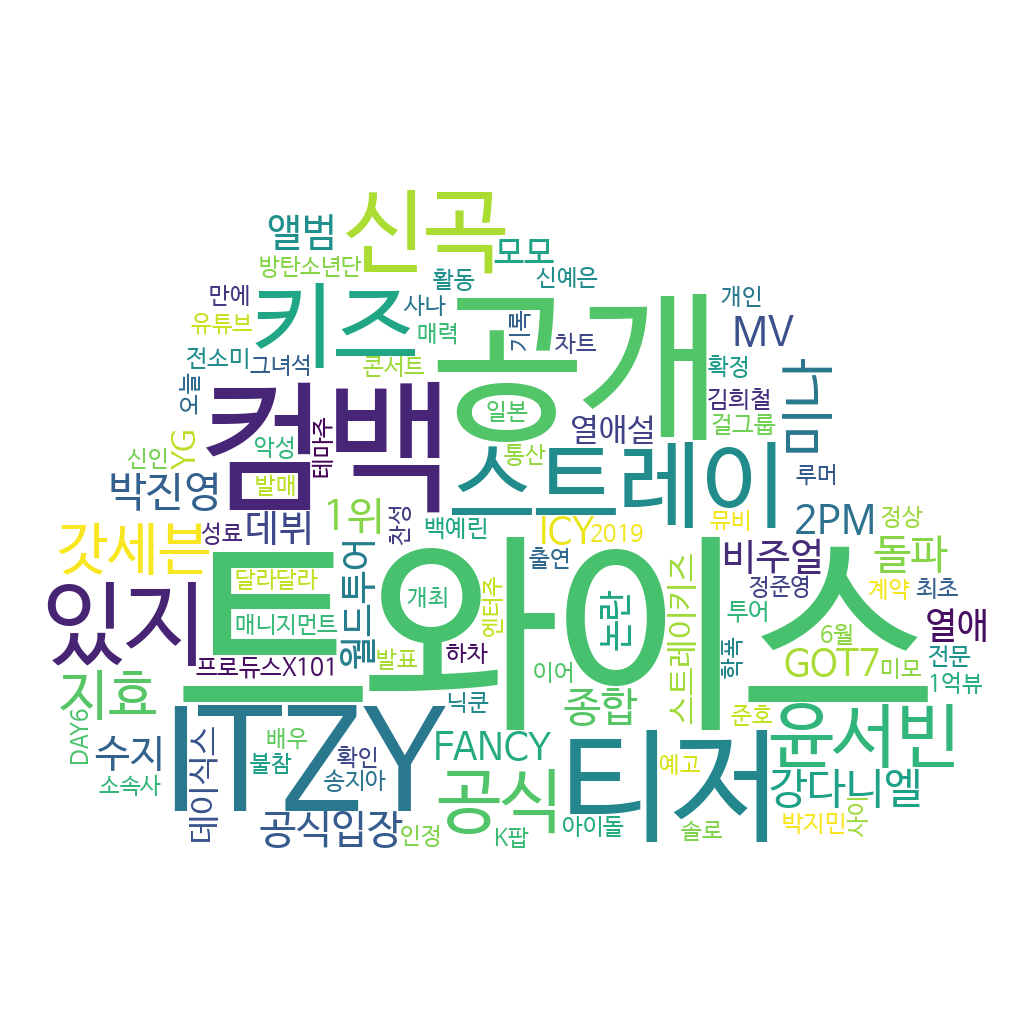 신곡
앨범
모모
방탄소년단
활동
신예은
만에
키즈
사나
공개
개인
유튜브
매력
기록
차트
MV
전소미
그녀석
콘서트
확정
미나
오늘
컴백
일본
김희철
YG
신인
악성
테마주
열애설
걸그룹
통산
스트레이
루머
박진영
발매
1위
찬성
백예린
ICY
2019
뮤비
2PM
정상
갓세븐
성료
데뷔
출연
비주얼
돌파
달라달라
월드투어
개최
엔터주
트와이스
논란
스트레이키즈
정준영
계약
최초
있지
매니지먼트
투어
열애
프로듀스X101
발표
하차
이어
학폭
GOT7
6월
미모
전문
1억뷰
지효
닉쿤
종합
준호
윤서빈
DAY6
수지
데이식스
배우
불참
ITZY
확인
FANCY
티저
예고
소속사
송지아
공식
강다니엘
공식입장
인정
K팝
아이돌
솔로
박지민
사이